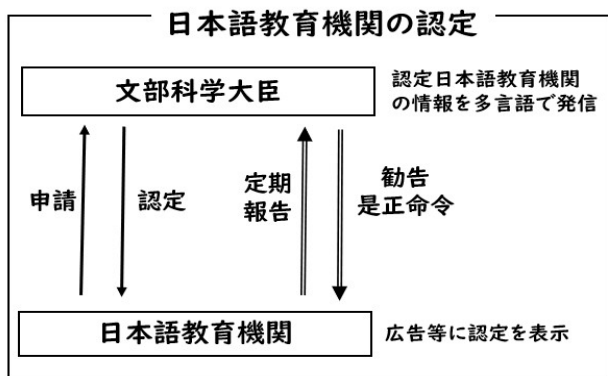 日本語教育機関の認定
文部科学大臣
認定日本語教育機関
の情報を多言語で発信
申請
認定
定期
報告
勧告
是正命令
日本語教育機関
広告等に認定を表示